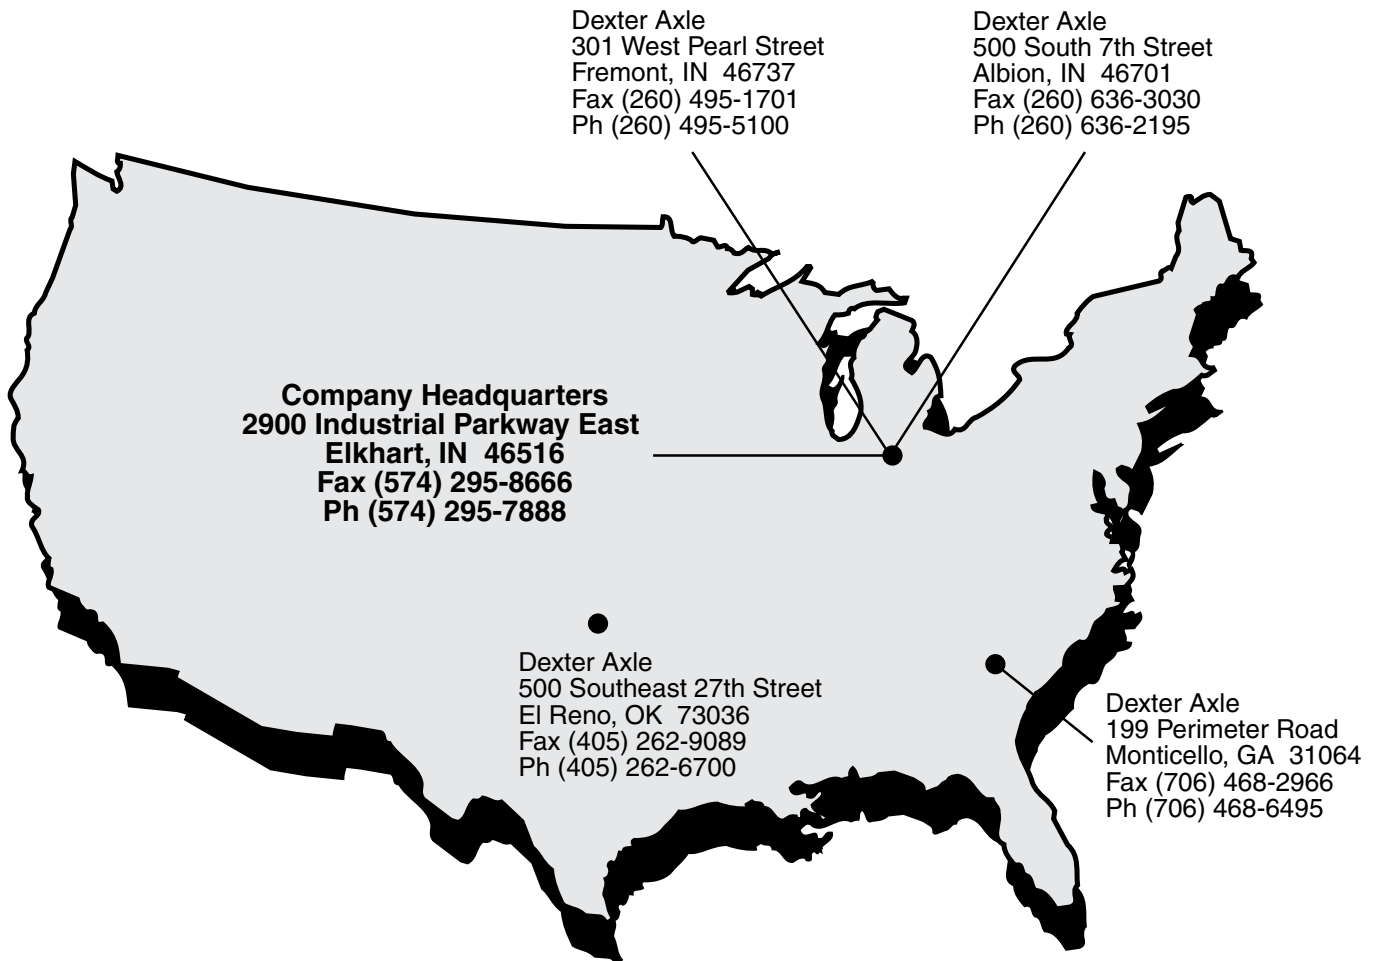 Dexter Axle
301 West Pearl Street
Fremont, IN  46737
Fax (260) 495-1701
Ph (260) 495-5100
Dexter Axle
500 South 7th Street
Albion, IN  46701
Fax (260) 636-3030
Ph (260) 636-2195
Company Headquarters
2900 Industrial Parkway East
Elkhart, IN  46516
Fax (574) 295-8666
Ph (574) 295-7888
Dexter Axle
500 Southeast 27th Street
El Reno, OK  73036
Fax (405) 262-9089
Ph (405) 262-6700
Dexter Axle
199 Perimeter Road
Monticello, GA  31064
Fax (706) 468-2966
Ph (706) 468-6495